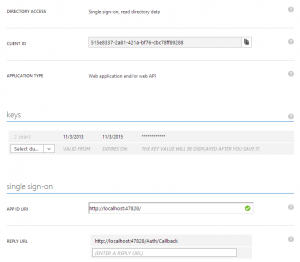 DIRECTORY ACCESS Single sign-on, read directory data
CLIENT ID 515e8337-2a81-421a-bf76-cbc78ff80288
APPLICATION TYPE Web application and/or web API
keys
2 years 11/3/2013 11/3/2015 ************
Select du... VALID FROM EXPIRES ON THE KEY VALUE WILL BE DISPLAYED AFTER YOU SAVE IT.
single sign-on
APP ID URI http://localhost:47820/
REPLY URL http://localhost:47820/Auth/Callback
(ENTER A REPLY URL)